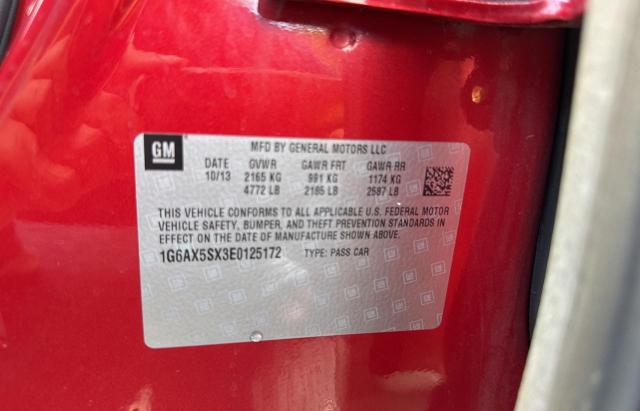 GM
MFD BY GENERAL MOTORS LLC
DATE GVWR GAWR FRT GAWR RR
10/13 2165 KG 991 KG 1174 KG
4772 LB 2185 LB 2587 LB
THIS VEHICLE CONFORMS TO ALL APPLICABLE U.S. FEDERAL MOTOR
VEHICLE SAFETY, BUMPER, AND THEFT PREVENTION STANDARDS IN
EFFECT ON THE DATE OF MANUFACTURE SHOWN ABOVE.
1G6AX5SX3E0125172 TYPE: PASS CAR